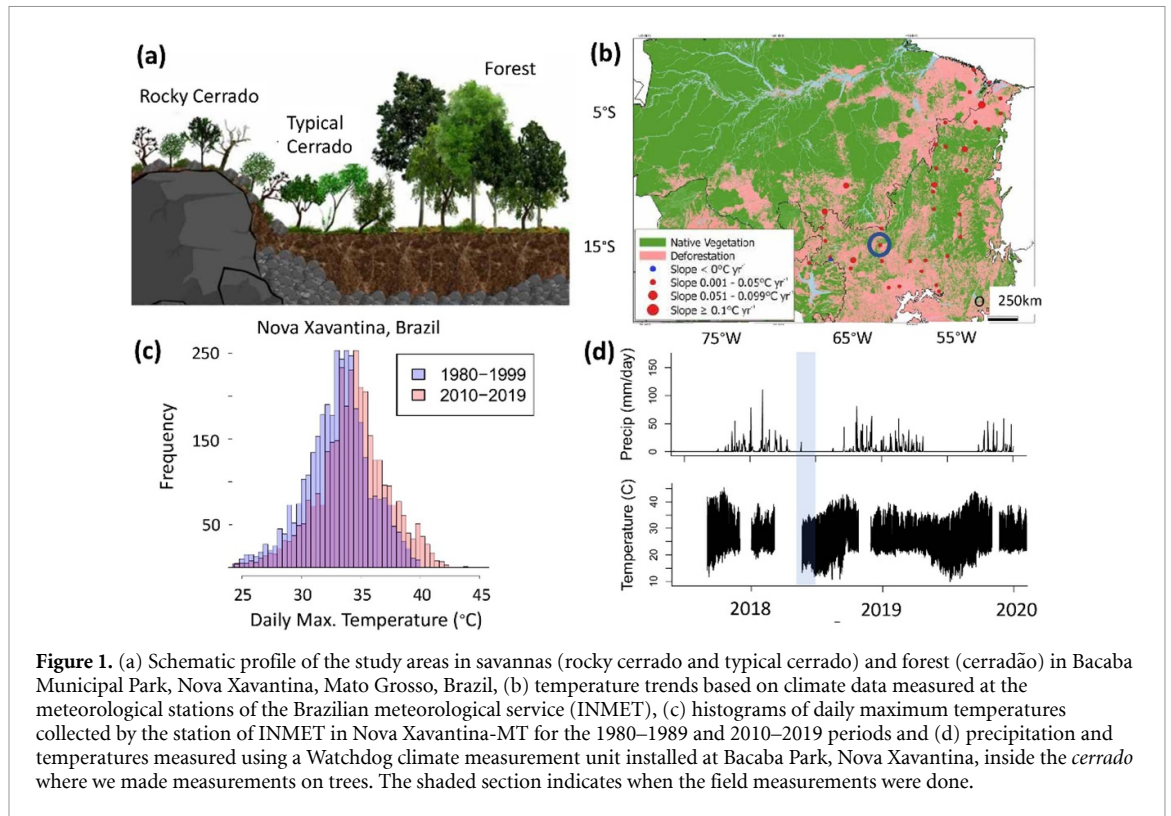 (a)
Rocky Cerrado
Typical
Cerrado
Forest
(b)
5°S
15°S
Native Vegetation
Deforestation
Slope < 0°C yr⁻¹
Slope 0.001 - 0.05°C yr⁻¹
Slope 0.051 - 0.099°C yr⁻¹
Slope ≥ 0.1°C yr⁻¹
250km
75°W 65°W 55°W
Nova Xavantina, Brazil
(c)
Frequency
250
150
50
1980−1999
2010−2019
25 30 35 40 45
Daily Max. Temperature (°C)
(d)
Precip (mm/day)
150
100
50
0
Temperature (C)
40
30
20
10
2018 2019 2020
Figure 1. (a) Schematic profile of the study areas in savannas (rocky cerrado and typical cerrado) and forest (cerradão) in Bacaba
Municipal Park, Nova Xavantina, Mato Grosso, Brazil, (b) temperature trends based on climate data measured at the
meteorological stations of the Brazilian meteorological service (INMET), (c) histograms of daily maximum temperatures
collected by the station of INMET in Nova Xavantina-MT for the 1980–1989 and 2010–2019 periods and (d) precipitation and
temperatures measured using a Watchdog climate measurement unit installed at Bacaba Park, Nova Xavantina, inside the cerrado
where we made measurements on trees. The shaded section indicates when the field measurements were done.